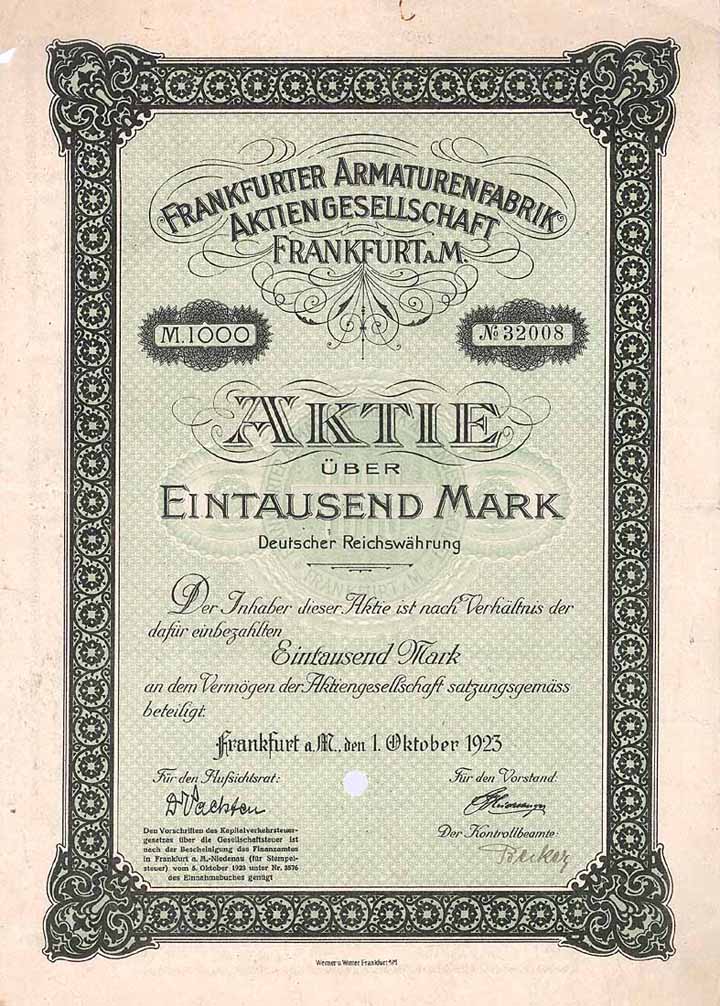 FRANKFURTER ARMATURENFABRIK
AKTIENGESELLSCHAFT
FRANKFURT A.M.
M.1000
No 32008
AKTIE
ÜBER
EINTAUSEND MARK
Deutscher Reichswährung
FRANKFURT A.M.
Der Inhaber dieser Aktie ist nach Verhältnis der
dafür einbezahlten
Eintausend Mark
an dem Vermögen der Aktiengesellschaft satzungsgemäss
beteiligt.
Frankfurt a.M., den 1. Oktober 1923
Für den Aufsichtsrat:
Für den Vorstand:
Der Kontrollbeamte:
Becker
Den Vorschriften des Kapitalverkehrsteuer-
gesetzes über die Gesellschaftsteuer ist
nach der Bescheinigung des Finanzamtes
in Frankfurt a. M.-Niedenau (für Stempel-
steuer) vom 5. Oktober 1923 unter Nr. 3576
des Einnahmebuches genügt
Werner u. Winter Frankfurt a/M